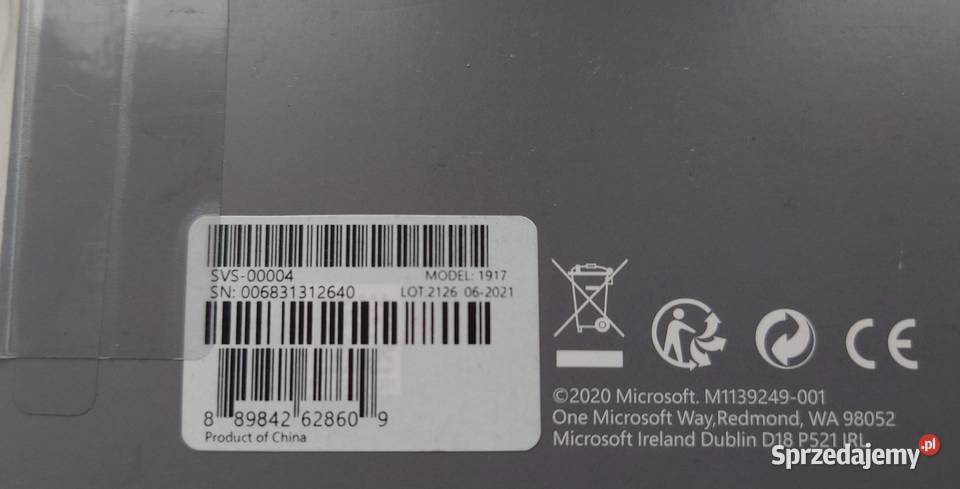 SVS-00004
MODEL: 1917
SN: 006831312640
LOT:2126 06-2021
8 89842 62860 9
Product of China
CE
©2020 Microsoft. M1139249-001
One Microsoft Way,Redmond, WA 98052
Microsoft Ireland Dublin D18 P521 IRL
Sprzedajemy.pl